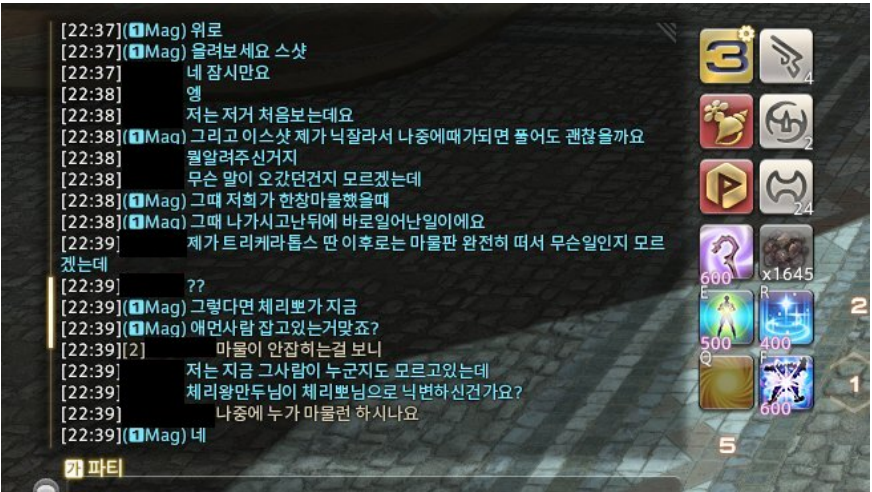 [22:37](1Mag) 위로
[22:37](1Mag) 올려보세요 스샷
[22:37] 네 잠시만요
[22:38] 엥
[22:38] 저는 저거 처음보는데요
[22:38](1Mag) 그리고 이스샷 제가 닉잘라서 나중에때가되면 풀어도 괜찮을까요
[22:38] 뭘알려주신거지
[22:38] 무슨 말이 오갔던건지 모르겠는데
[22:38](1Mag) 그떄 저희가 한창마물했을떄
[22:38](1Mag) 그때 나가시고난뒤에 바로일어난일이에요
[22:39] 제가 트리케라톱스 딴 이후로는 마물판 완전히 떠서 무슨일인지 모르
겠는데
[22:39] ??
[22:39](1Mag) 그렇다면 체리뽀가 지금
[22:39](1Mag) 애먼사람 잡고있는거맞죠?
[22:39][2] 마물이 안잡히는걸 보니
[22:39] 저는 지금 그사람이 누군지도 모르고있는데
[22:39] 체리왕만두님이 체리뽀님으로 닉변하신건가요?
[22:39] 나중에 누가 마물런 하시나요
[22:39](1Mag) 네
가 파티
3
4
2
P
24
600
x1645
E
R
500
400
Q
F
600
2
1
5